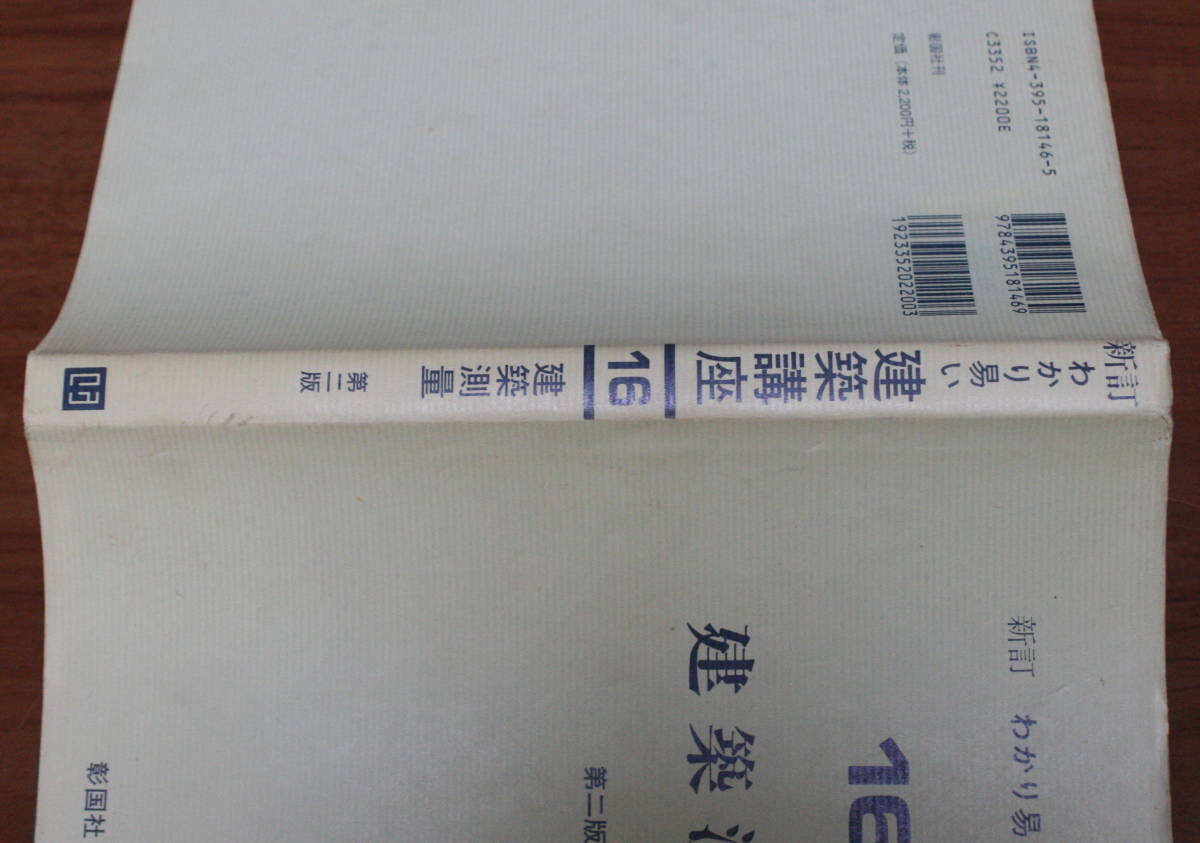 ISBN4-395-18146-5
C3352 ¥2200E
彰国社刊
定価(本体2,200円+税)
9784395181469
1923352022003
新訂
わかり易い
建築講座
16
建築測量
第二版
新訂 わかり易
16
建築
第二版
彰国社